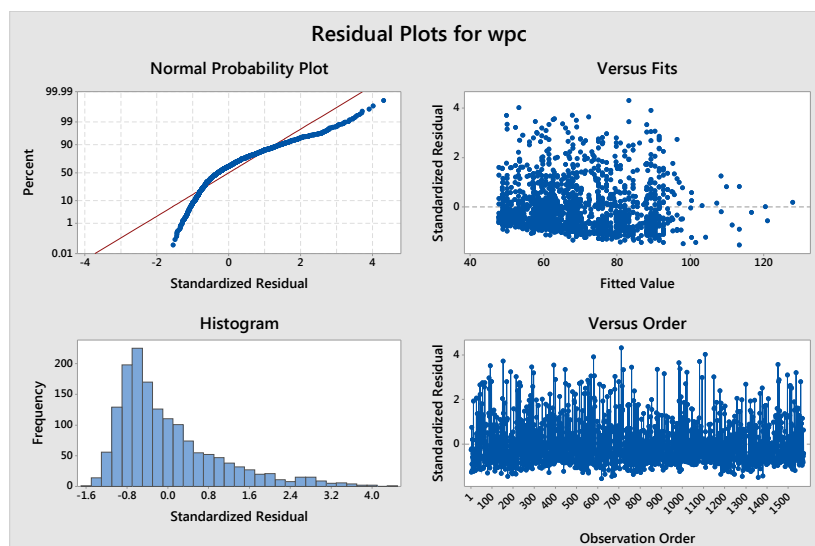 Residual Plots for wpc
Normal Probability Plot
99.99
99
90
50
10
1
0.01
Percent
-4 -2 0 2 4
Standardized Residual
Versus Fits
4
2
0
Standardized Residual
40 60 80 100 120
Fitted Value
Histogram
200
150
100
50
0
Frequency
-1.6 -0.8 0.0 0.8 1.6 2.4 3.2 4.0
Standardized Residual
Versus Order
4
2
0
Standardized Residual
1 100 200 300 400 500 600 700 800 900 1000 1100 1200 1300 1400 1500
Observation Order